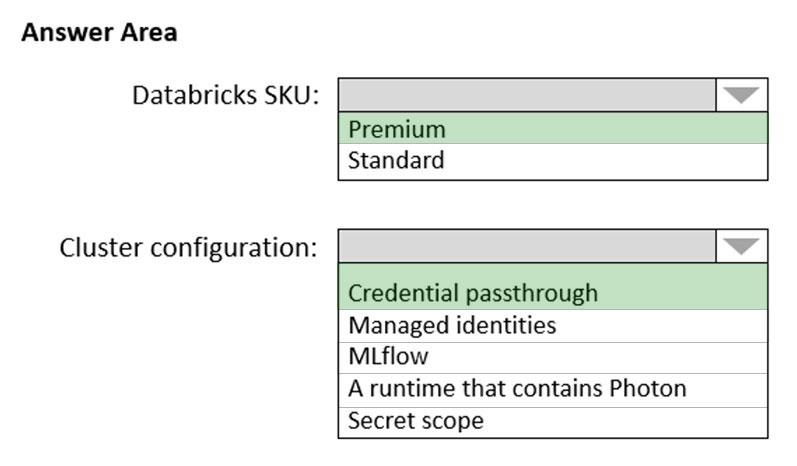 Answer Area
Databricks SKU:
Premium
Standard
Cluster configuration:
Credential passthrough
Managed identities
MLflow
A runtime that contains Photon
Secret scope